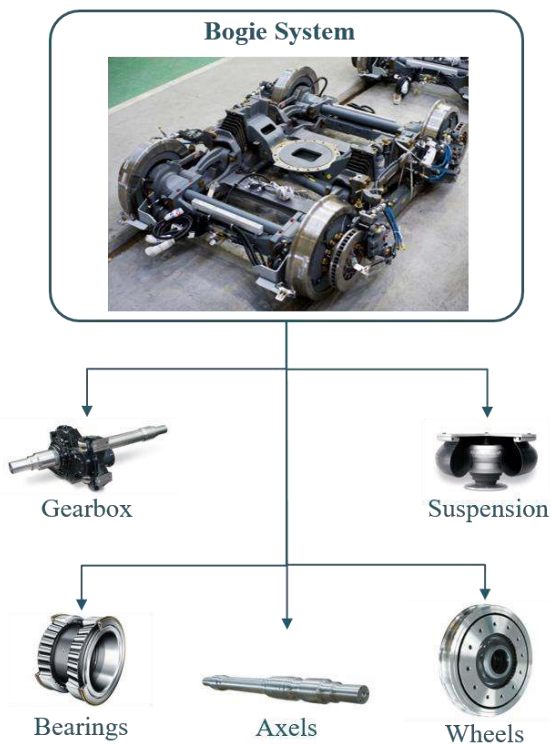 Bogie System
Gearbox
Suspension
Bearings
Axels
Wheels